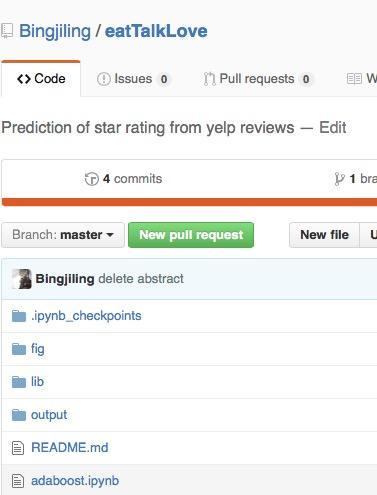 Bingjiling / eatTalkLove
Code Issues 0 Pull requests 0 W
Prediction of star rating from yelp reviews — Edit
4 commits 1 bra
Branch: master New pull request New file U
Bingjiling delete abstract
.ipynb_checkpoints
fig
lib
output
README.md
adaboost.ipynb